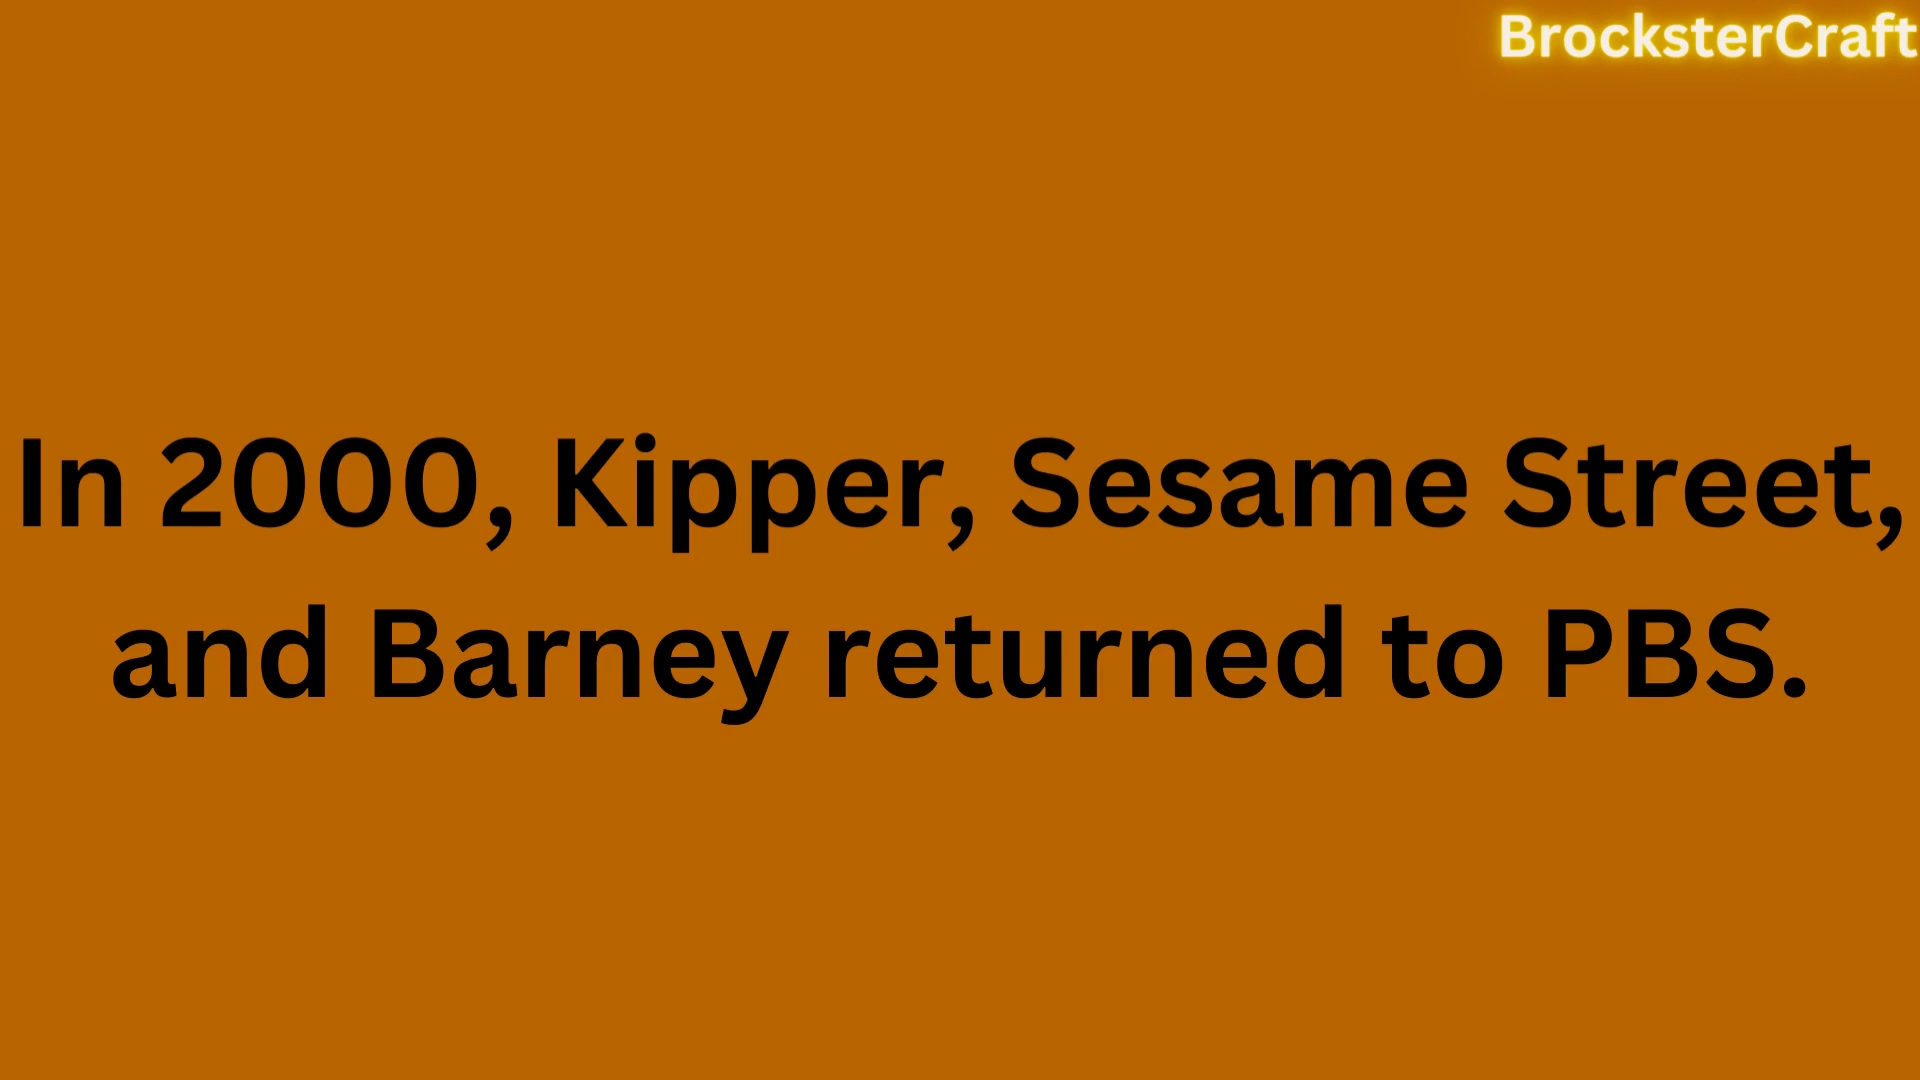 BrocksterCraft
In 2000, Kipper, Sesame Street,
and Barney returned to PBS.